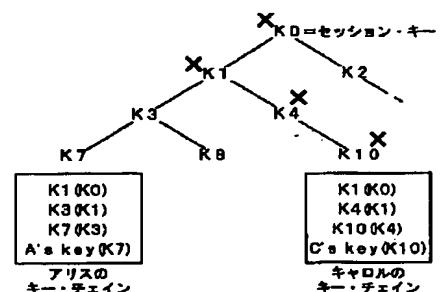 ×K0=セッション・キー
×K1 K2
K3 K4×
K7 K8 K10×
K1(K0)
K3(K1)
K7(K3)
A's key(K7)
アリスの
キー・チェイン
K1(K0)
K4(K1)
K10(K4)
C's key(K10)
キャロルの
キー・チェイン